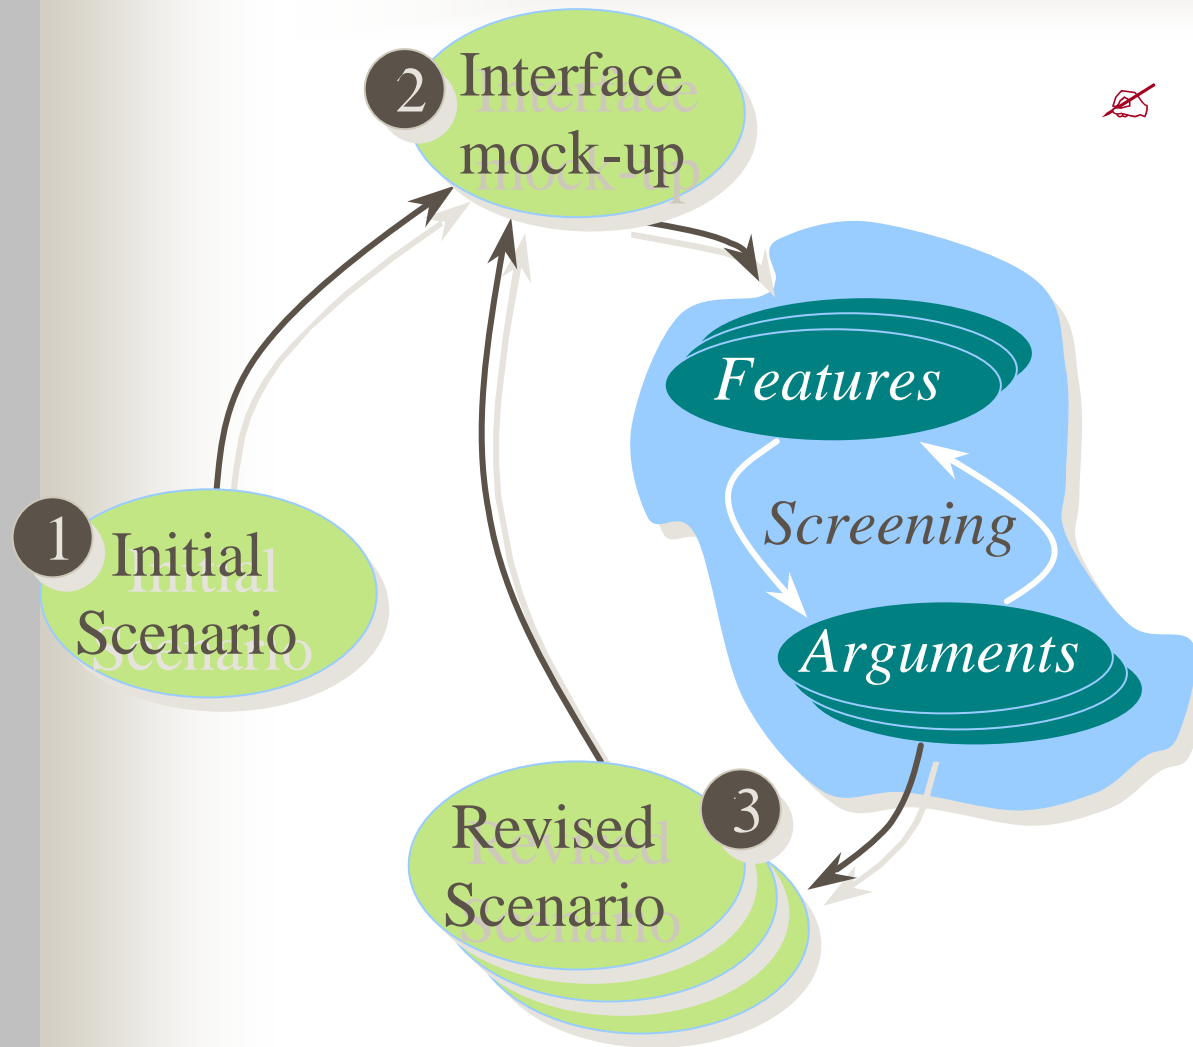 2
Interface
mock-up
Features
Screening
1
Initial
Scenario
Arguments
3
Revised
Scenario